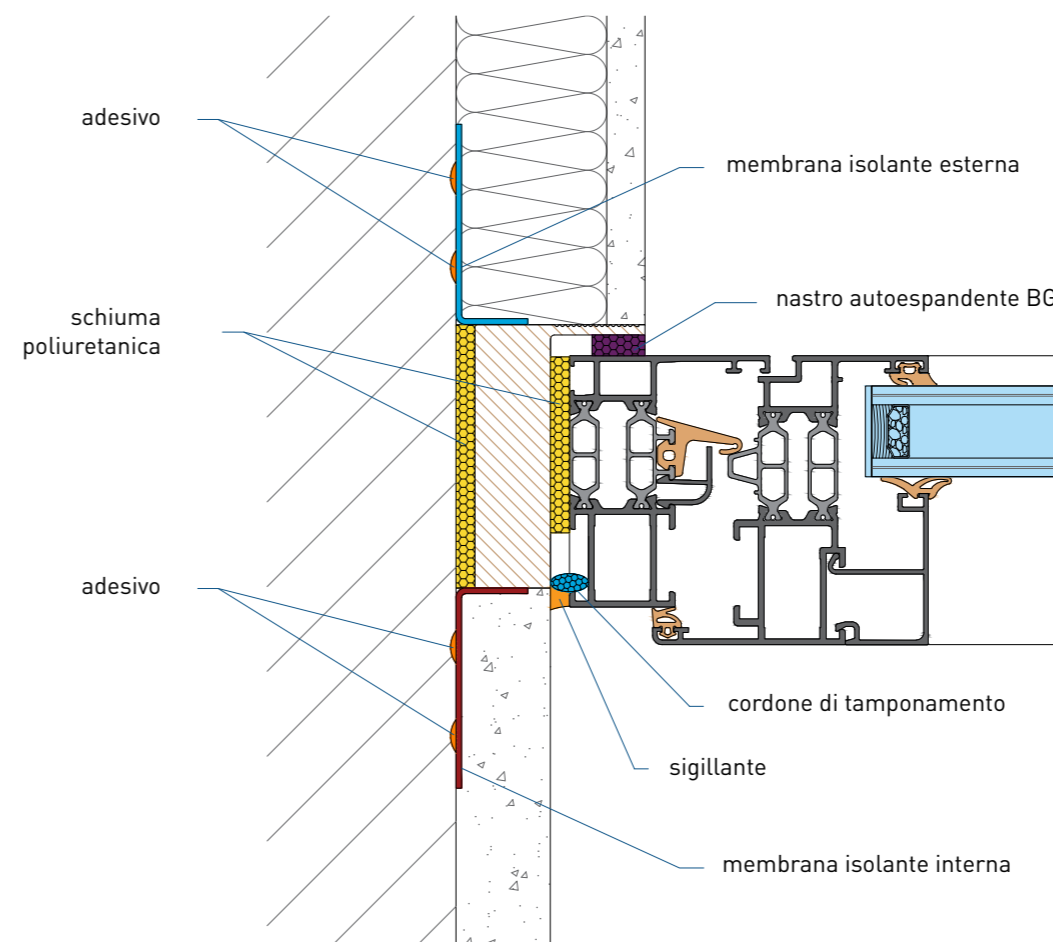 adesivo
membrana isolante esterna
nastro autoespandente BG
schiuma
poliuretanica
adesivo
cordone di tamponamento
sigillante
membrana isolante interna